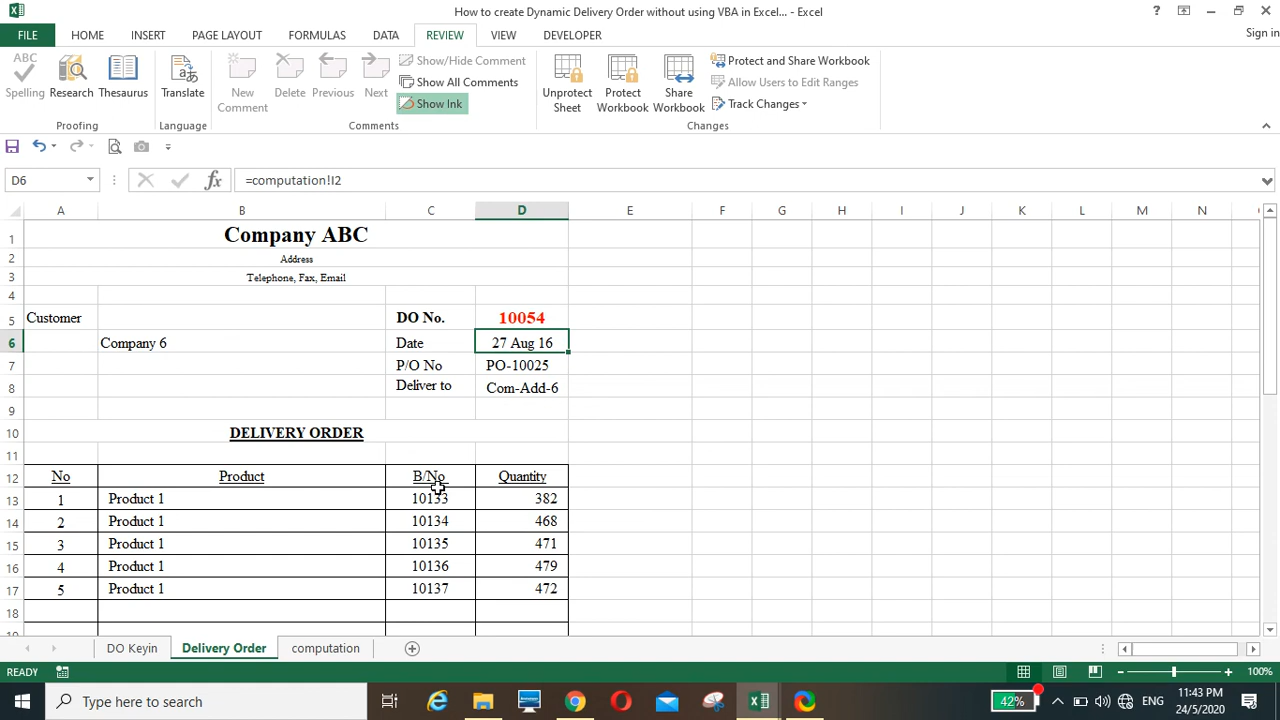 How to create Dynamic Delivery Order without using VBA in Excel... - Excel
?
FILE HOME INSERT PAGE LAYOUT FORMULAS DATA REVIEW VIEW DEVELOPER Sign in
ABC
Spelling Research Thesaurus
Proofing
Translate
Language
New Comment
Delete Previous Next
Show/Hide Comment
Show All Comments
Show Ink
Comments
Unprotect Sheet
Protect Workbook
Share Workbook
Protect and Share Workbook
Allow Users to Edit Ranges
Track Changes
Changes
D6 fx =computation!I2
A B C D E F G H I J K L M N
1 Company ABC
2 Address
3 Telephone, Fax, Email
4
5 Customer DO No. 10054
6 Company 6 Date 27 Aug 16
7 P/O No PO-10025
8 Deliver to Com-Add-6
9
10 DELIVERY ORDER
11
12 No Product B/No Quantity
13 1 Product 1 10133 382
14 2 Product 1 10134 468
15 3 Product 1 10135 471
16 4 Product 1 10136 479
17 5 Product 1 10137 472
18
DO Keyin Delivery Order computation
READY 100%
Type here to search
42%
ENG
11:43 PM
24/5/2020